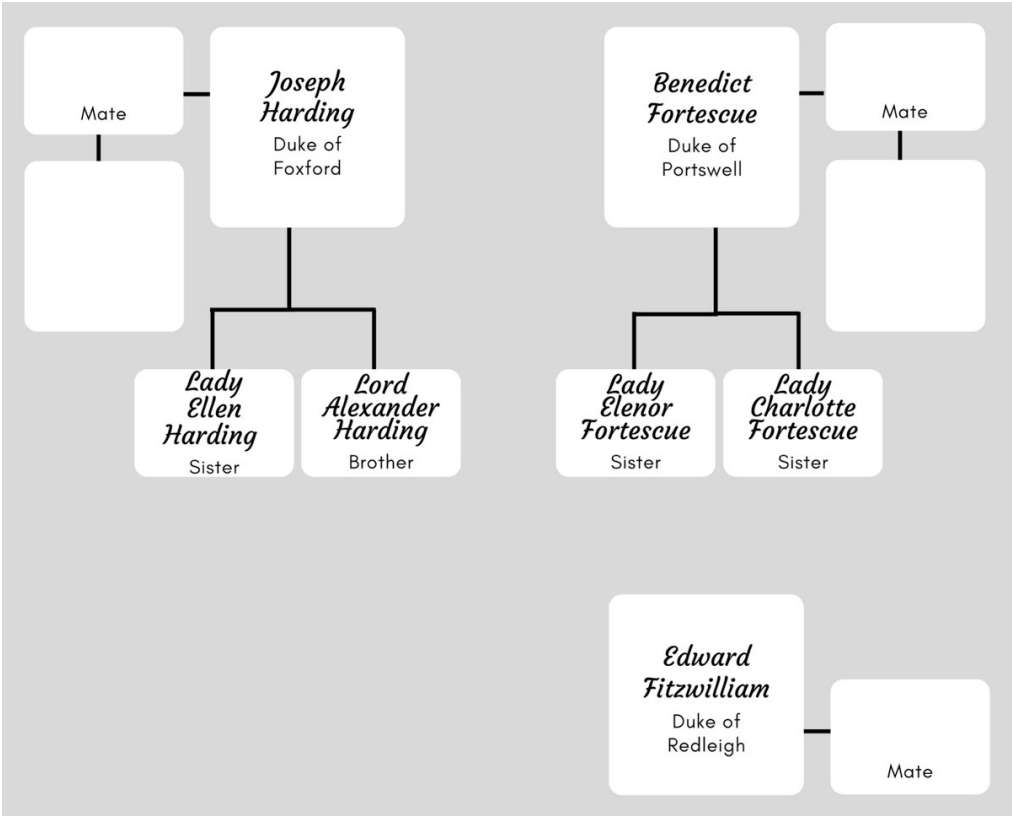 Mate
Joseph
Harding
Duke of
Foxford
Benedict
Fortescue
Duke of
Portswell
Mate
Lady
Ellen
Harding
Sister
Lord
Alexander
Harding
Brother
Lady
Elenor
Fortescue
Sister
Lady
Charlotte
Fortescue
Sister
Edward
Fitzwilliam
Duke of
Redleigh
Mate